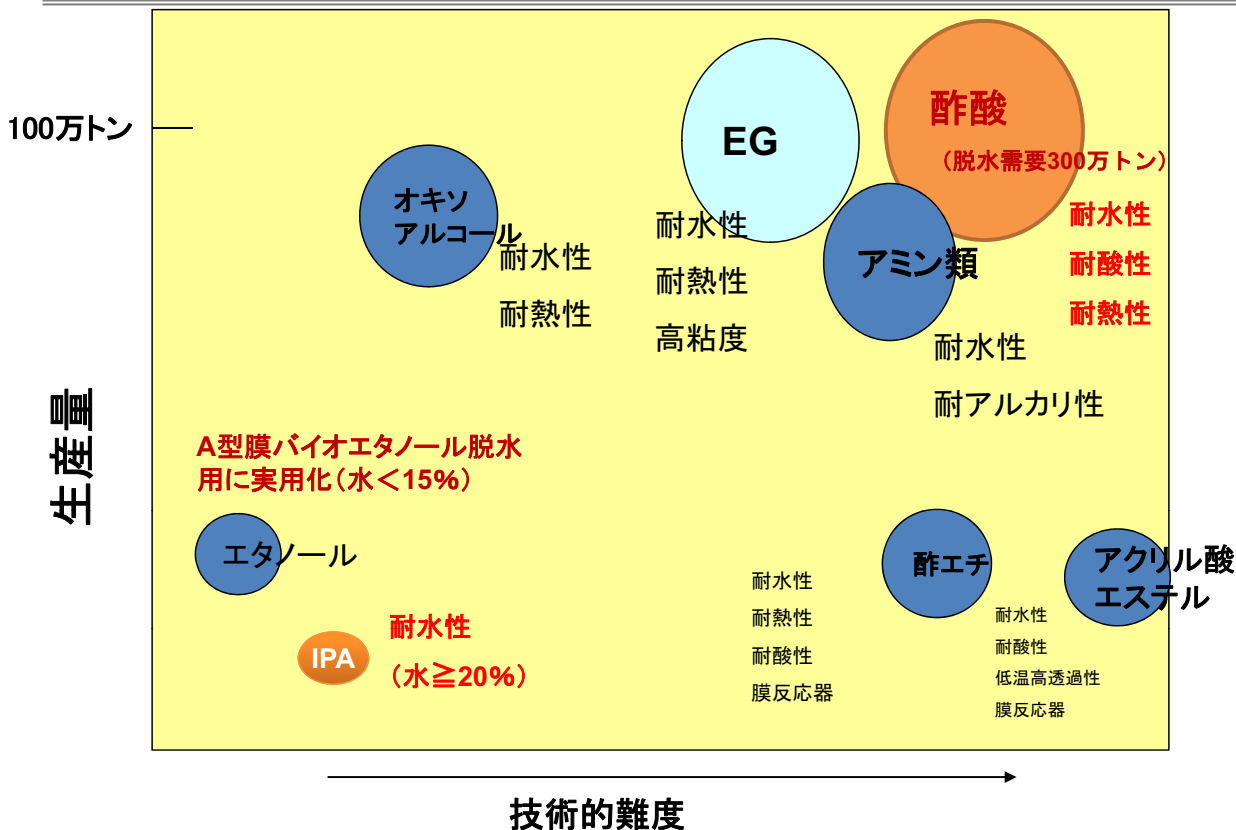 100万トン
生産量
酢酸
（脱水需要300万トン）
耐水性
耐酸性
耐熱性
EG
耐水性
耐熱性
高粘度
オキソ
アルコール
耐水性
耐熱性
アミン類
耐水性
耐アルカリ性
A型膜バイオエタノール脱水
用に実用化（水＜15%）
エタノール
IPA
耐水性
（水≧20%）
酢エチ
耐水性
耐熱性
耐酸性
膜反応器
アクリル酸
エステル
耐水性
耐酸性
低温高透過性
膜反応器
技術的難度